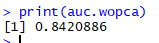 > print(auc.wopca)
[1] 0.8420886
>